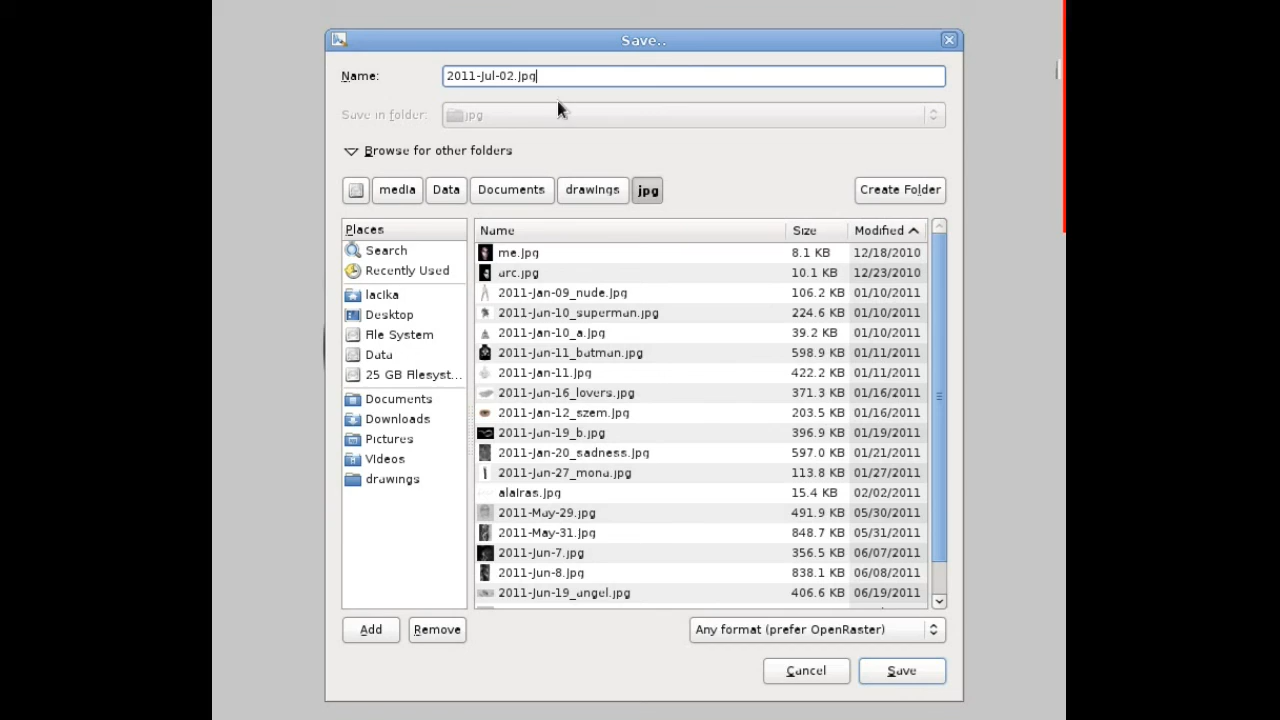 Save..
Name: 2011-Jul-02.jpg
Save in folder: jpg
Browse for other folders
media Data Documents drawings jpg Create Folder
Places Name Size Modified
Search
Recently Used
lacika
Desktop
File System
Data
25 GB Filesyst...
Documents
Downloads
Pictures
Videos
drawings
me.jpg 8.1 KB 12/18/2010
arc.jpg 10.1 KB 12/23/2010
2011-Jan-09_nude.jpg 106.2 KB 01/10/2011
2011-Jan-10_superman.jpg 224.6 KB 01/10/2011
2011-Jan-10_a.jpg 39.2 KB 01/10/2011
2011-Jan-11_batman.jpg 598.9 KB 01/11/2011
2011-Jan-11.jpg 422.2 KB 01/11/2011
2011-Jan-16_lovers.jpg 371.3 KB 01/16/2011
2011-Jan-12_szem.jpg 203.5 KB 01/16/2011
2011-Jan-19_b.jpg 396.9 KB 01/19/2011
2011-Jan-20_sadness.jpg 597.0 KB 01/21/2011
2011-Jan-27_mona.jpg 113.8 KB 01/27/2011
alairas.jpg 15.4 KB 02/02/2011
2011-May-29.jpg 491.9 KB 05/30/2011
2011-May-31.jpg 848.7 KB 05/31/2011
2011-Jun-7.jpg 356.5 KB 06/07/2011
2011-Jun-8.jpg 838.1 KB 06/08/2011
2011-Jun-19_angel.jpg 406.6 KB 06/19/2011
Add Remove Any format (prefer OpenRaster)
Cancel Save